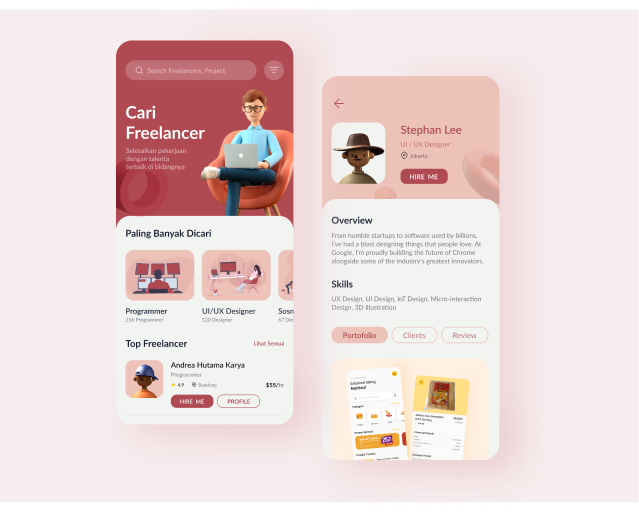 Search Freelancers, Project
Cari
Freelancer
Selesaikan pekerjaan
dengan talenta
terbaik di bidangnya
Paling Banyak Dicari
Programmer
256 Programmer
UI/UX Designer
120 Designer
Sosn
67 Des
Top Freelancer
Lihat Semua
Andrea Hutama Karya
Programmer
4,9
Bandung
$55/hr
HIRE ME
PROFILE
Stephan Lee
UI / UX Designer
Jakarta
HIRE ME
Overview
From humble startups to software used by billions,
I've had a blast designing things that people love. At
Google, I'm proudly building the future of Chrome
alongside some of the industry's greatest innovators.
Skills
UX Design, UI Design, IoT Design, Micro-interaction
Design, 3D Illustration
Portofolio
Clients
Review